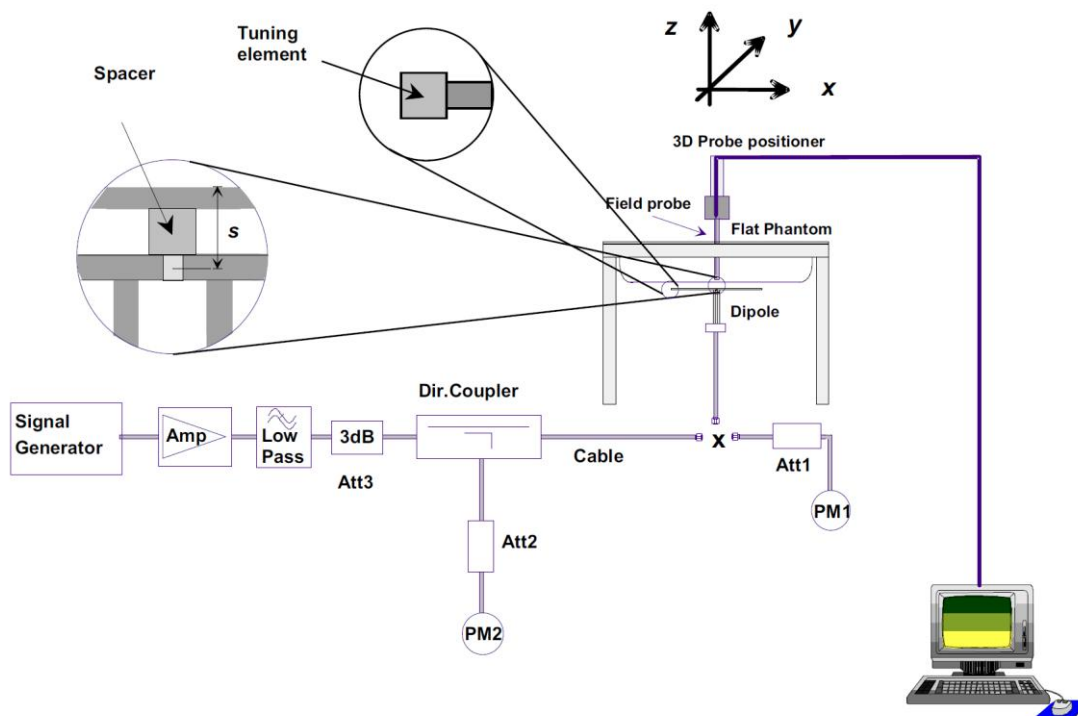 Tuning
element
Spacer
z
y
x
3D Probe positioner
Field probe
Flat Phantom
s
Dipole
Dir.Coupler
Signal
Generator
Amp
Low
Pass
3dB
Att3
Cable
x
Att1
PM1
Att2
PM2